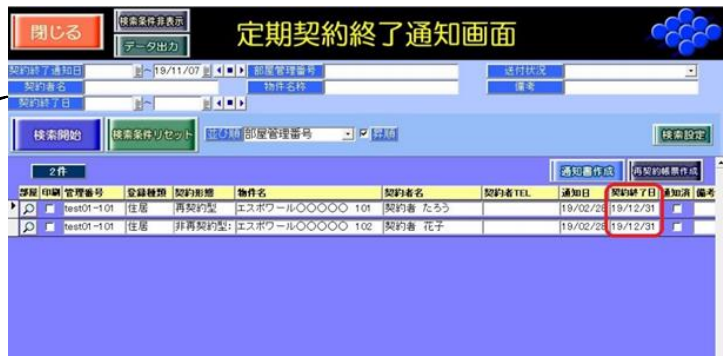 閉じる 検索条件非表示 定期契約終了通知画面
データ出力
契約終了通知日 ~ 19/11/07 部屋管理番号 送付状況
契約者名 物件名称 備考
契約終了日 ~
検索開始 検索条件リセット 並び順 部屋管理番号 昇順 検索設定
2件 通知書作成 再契約帳票作成
部屋 印刷 管理番号 登録種類 契約形態 物件名 契約者名 契約者TEL 通知日 契約終了日 通知済 備考
test01-101 住居 再契約型 エスポワール〇〇〇〇〇 101 契約者 たろう 19/02/28 19/12/31
test01-101 住居 非再契約型: エスポワール〇〇〇〇〇 102 契約者 花子 19/02/28 19/12/31